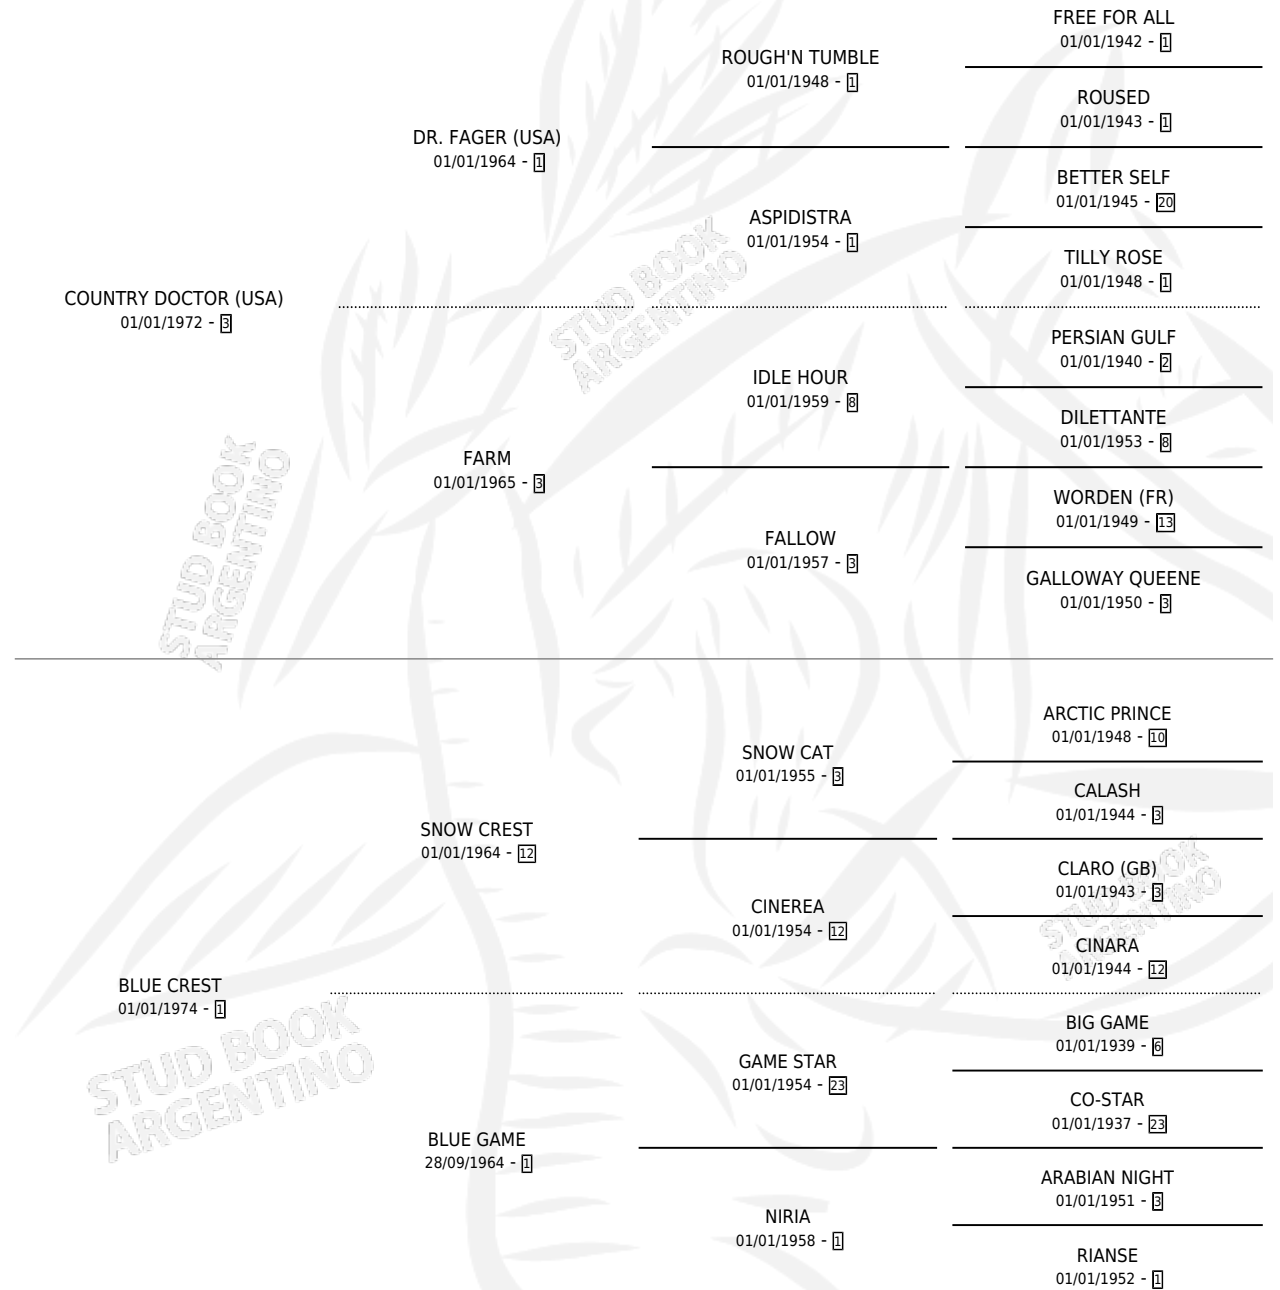 FREE FOR ALL
01/01/1942 - 1
ROUGH'N TUMBLE
01/01/1948 - 1
ROUSED
01/01/1943 - 1
DR. FAGER (USA)
01/01/1964 - 1
BETTER SELF
01/01/1945 - 20
ASPIDISTRA
01/01/1954 - 1
TILLY ROSE
01/01/1948 - 1
COUNTRY DOCTOR (USA)
01/01/1972 - 3
PERSIAN GULF
01/01/1940 - 2
IDLE HOUR
01/01/1959 - 8
DILETTANTE
01/01/1953 - 8
FARM
01/01/1965 - 3
WORDEN (FR)
01/01/1949 - 13
FALLOW
01/01/1957 - 3
GALLOWAY QUEENE
01/01/1950 - 3
ARCTIC PRINCE
01/01/1948 - 10
SNOW CAT
01/01/1955 - 3
CALASH
01/01/1944 - 3
SNOW CREST
01/01/1964 - 12
CLARO (GB)
01/01/1943 - 3
CINEREA
01/01/1954 - 12
CINARA
01/01/1944 - 12
BLUE CREST
01/01/1974 - 1
BIG GAME
01/01/1939 - 6
GAME STAR
01/01/1954 - 23
CO-STAR
01/01/1937 - 23
BLUE GAME
28/09/1964 - 1
ARABIAN NIGHT
01/01/1951 - 3
NIRIA
01/01/1958 - 1
RIANSE
01/01/1952 - 1
STUD BOOK
ARGENTINO
STUD BOOK
ARGENTINO
STUD BOOK
ARGENTINO
STUD BOOK
ARGENTINO